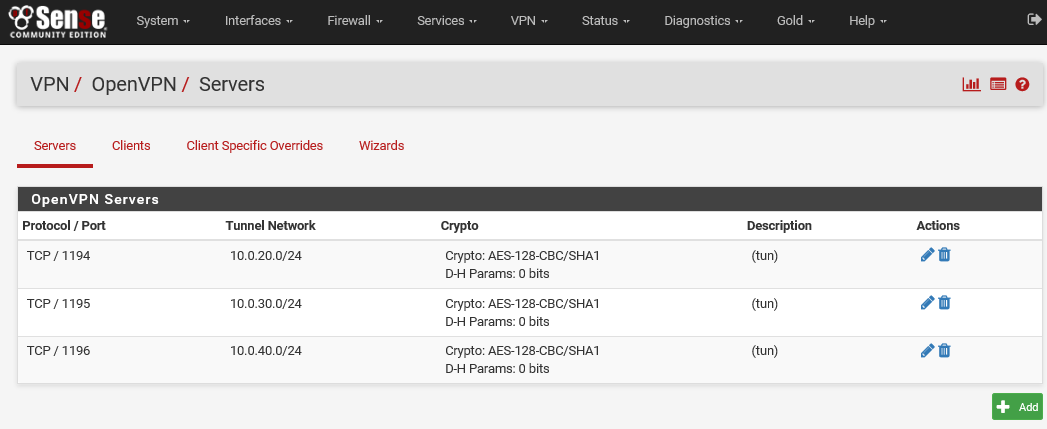 Sense
COMMUNITY EDITION
System Interfaces Firewall Services VPN Status Diagnostics Gold Help
VPN / OpenVPN / Servers
Servers Clients Client Specific Overrides Wizards
OpenVPN Servers
Protocol / Port Tunnel Network Crypto Description Actions
TCP / 1194 10.0.20.0/24 Crypto: AES-128-CBC/SHA1 (tun)
D-H Params: 0 bits
TCP / 1195 10.0.30.0/24 Crypto: AES-128-CBC/SHA1 (tun)
D-H Params: 0 bits
TCP / 1196 10.0.40.0/24 Crypto: AES-128-CBC/SHA1 (tun)
D-H Params: 0 bits
Add